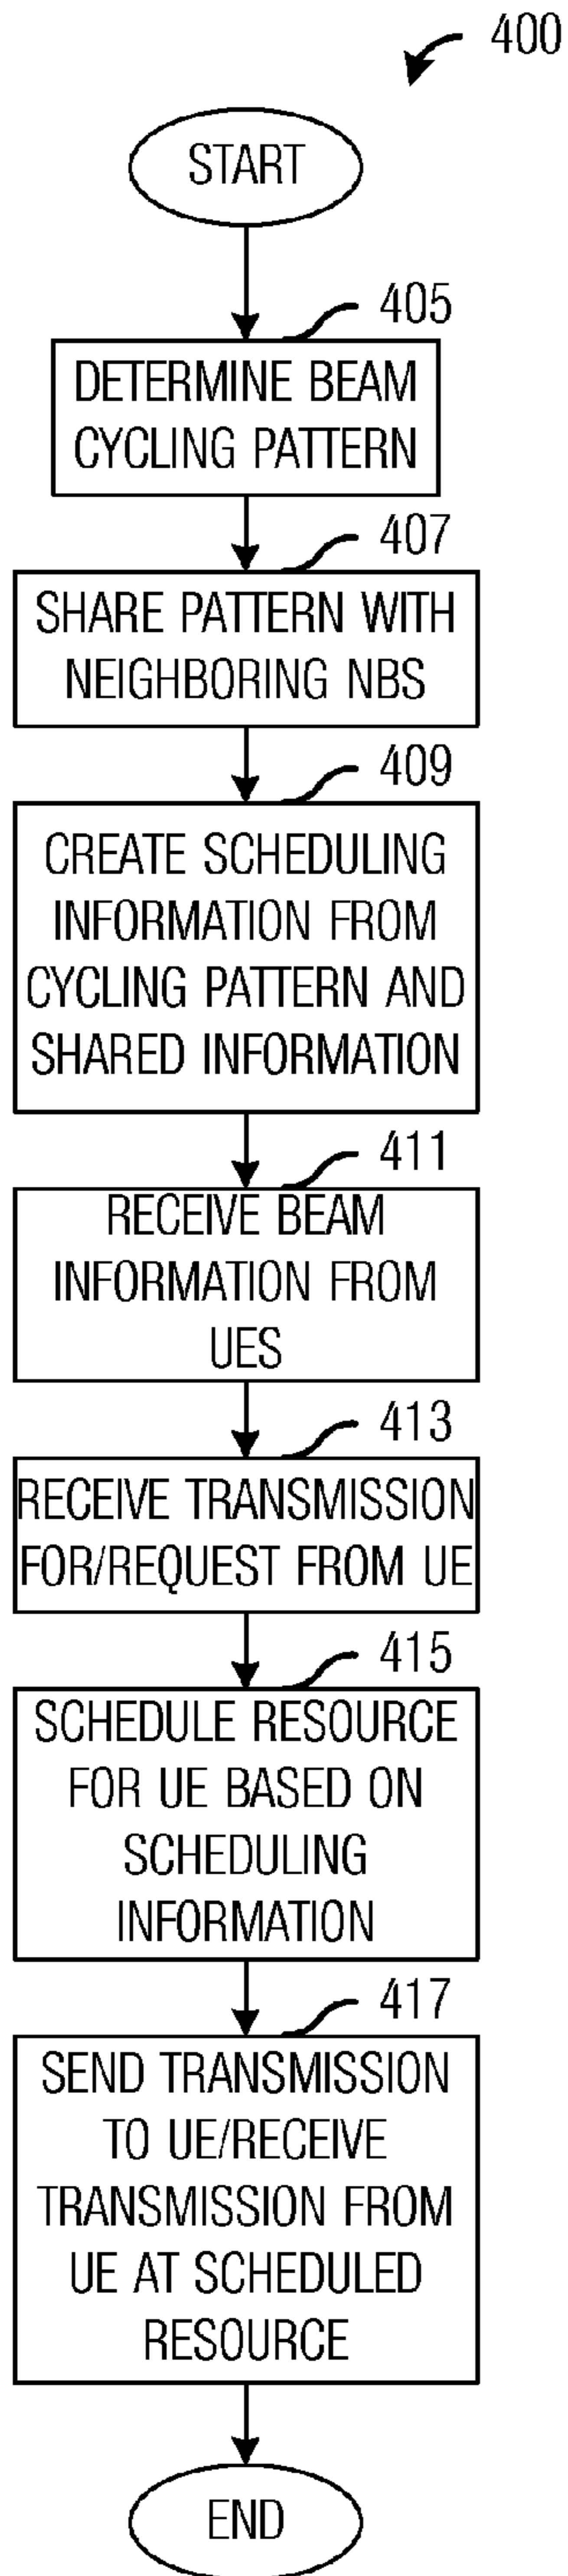 400
START
405
DETERMINE BEAM
CYCLING PATTERN
407
SHARE PATTERN WITH
NEIGHBORING NBS
409
CREATE SCHEDULING
INFORMATION FROM
CYCLING PATTERN AND
SHARED INFORMATION
411
RECEIVE BEAM
INFORMATION FROM
UES
413
RECEIVE TRANSMISSION
FOR/REQUEST FROM UE
415
SCHEDULE RESOURCE
FOR UE BASED ON
SCHEDULING
INFORMATION
417
SEND TRANSMISSION
TO UE/RECEIVE
TRANSMISSION FROM
UE AT SCHEDULED
RESOURCE
END